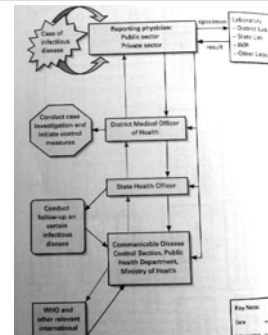 Case of
infectious
disease
Reporting physician:
Public sector
Private sector
specimen
result
Laboratory
- District Lab
- State Lab
- IMR
- Other Labs
Conduct case
investigation and
initiate control
measures
District Medical Officer
of Health
State Health Officer
Conduct
follow-up on
certain
infectious
disease
Communicable Disease
Control Section, Public
Health Department,
Ministry of Health
WHO and
other relevant
international
Key Note: